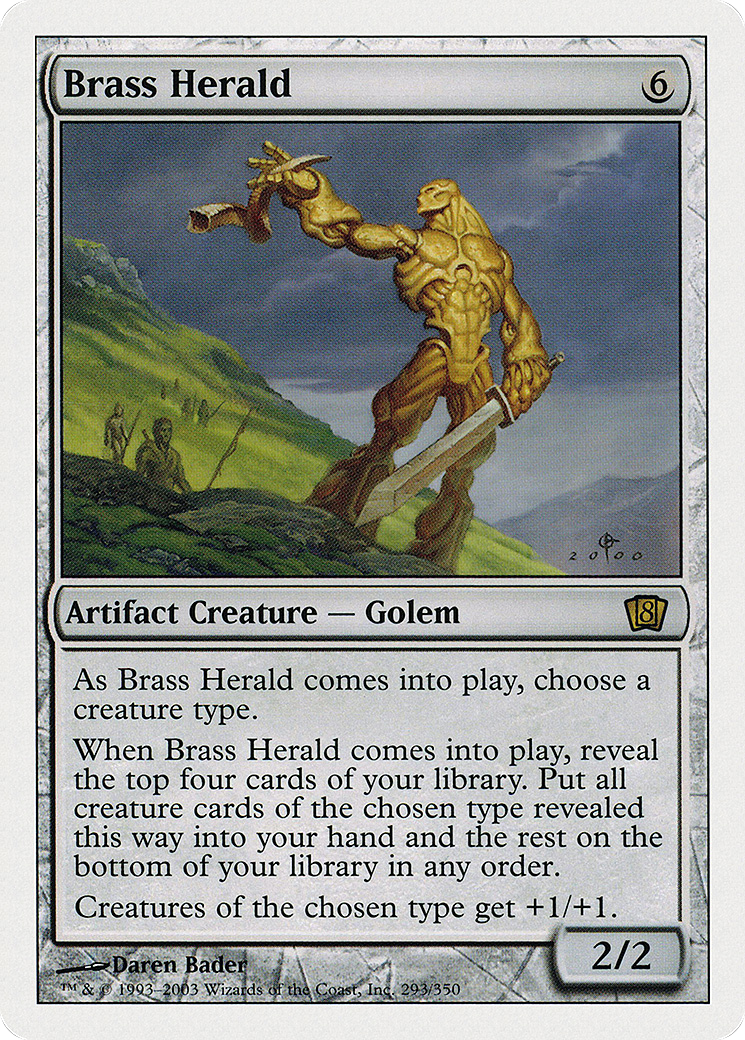 Brass Herald 6
2000
Artifact Creature — Golem 8
As Brass Herald comes into play, choose a
creature type.
When Brass Herald comes into play, reveal
the top four cards of your library. Put all
creature cards of the chosen type revealed
this way into your hand and the rest on the
bottom of your library in any order.
Creatures of the chosen type get +1/+1.
2/2
Daren Bader
™ & © 1993–2003 Wizards of the Coast, Inc. 293/350